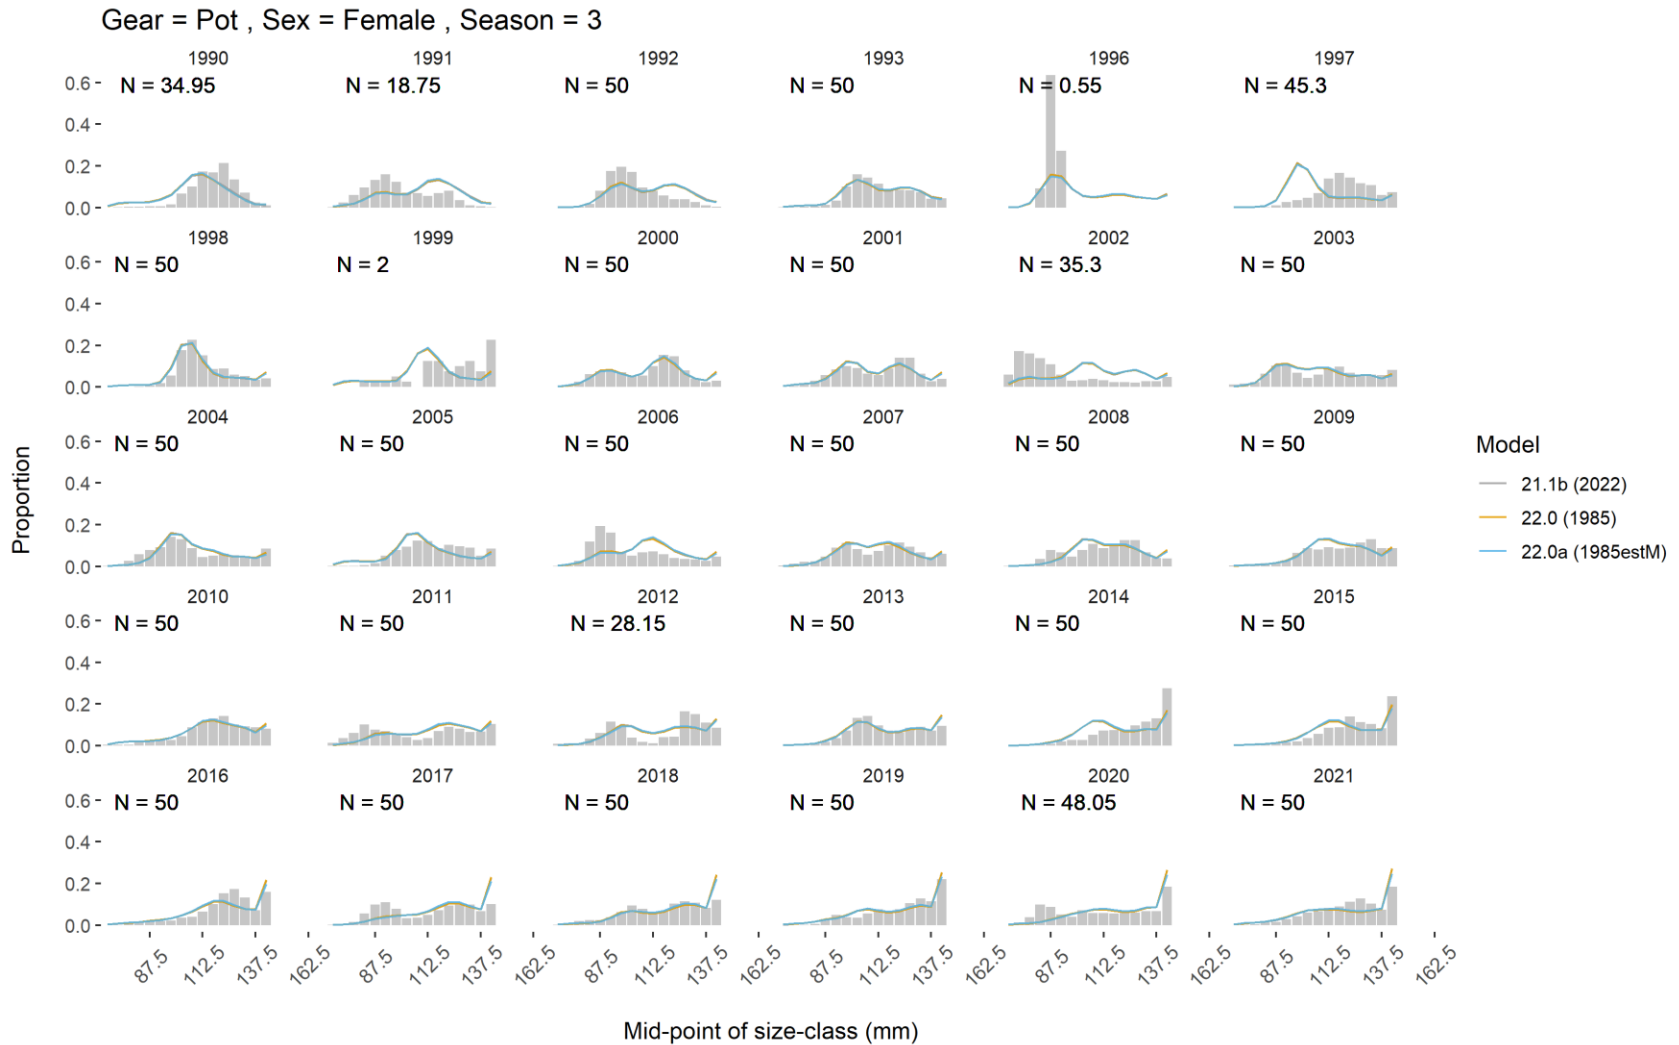 Gear = Pot , Sex = Female , Season = 3
1990 1991 1992 1993 1996 1997
N = 34.95 N = 18.75 N = 50 N = 50 N = 0.55 N = 45.3
0.6
0.4
0.2
0.0
1998 1999 2000 2001 2002 2003
N = 50 N = 2 N = 50 N = 50 N = 35.3 N = 50
0.6
0.4
0.2
0.0
2004 2005 2006 2007 2008 2009
N = 50 N = 50 N = 50 N = 50 N = 50 N = 50
0.6
0.4
0.2
0.0
2010 2011 2012 2013 2014 2015
N = 50 N = 50 N = 28.15 N = 50 N = 50 N = 50
0.6
0.4
0.2
0.0
2016 2017 2018 2019 2020 2021
N = 50 N = 50 N = 50 N = 50 N = 48.05 N = 50
0.6
0.4
0.2
0.0
87.5 112.5 137.5 162.5 87.5 112.5 137.5 162.5 87.5 112.5 137.5 162.5 87.5 112.5 137.5 162.5 87.5 112.5 137.5 162.5 87.5 112.5 137.5 162.5
Mid-point of size-class (mm)
Proportion
Model
21.1b (2022)
22.0 (1985)
22.0a (1985estM)